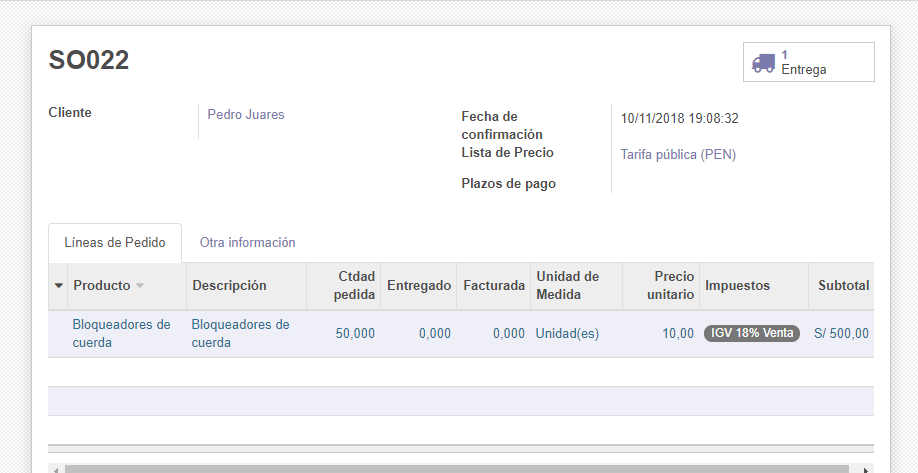 SO022
1
Entrega
Cliente
Pedro Juares
Fecha de
confirmación
10/11/2018 19:08:32
Lista de Precio
Tarifa pública (PEN)
Plazos de pago
Líneas de Pedido
Otra información
Producto
Descripción
Ctdad
pedida
Entregado
Facturada
Unidad de
Medida
Precio
unitario
Impuestos
Subtotal
Bloqueadores de
cuerda
Bloqueadores de
cuerda
50,000
0,000
0,000
Unidad(es)
10,00
IGV 18% Venta
S/ 500,00